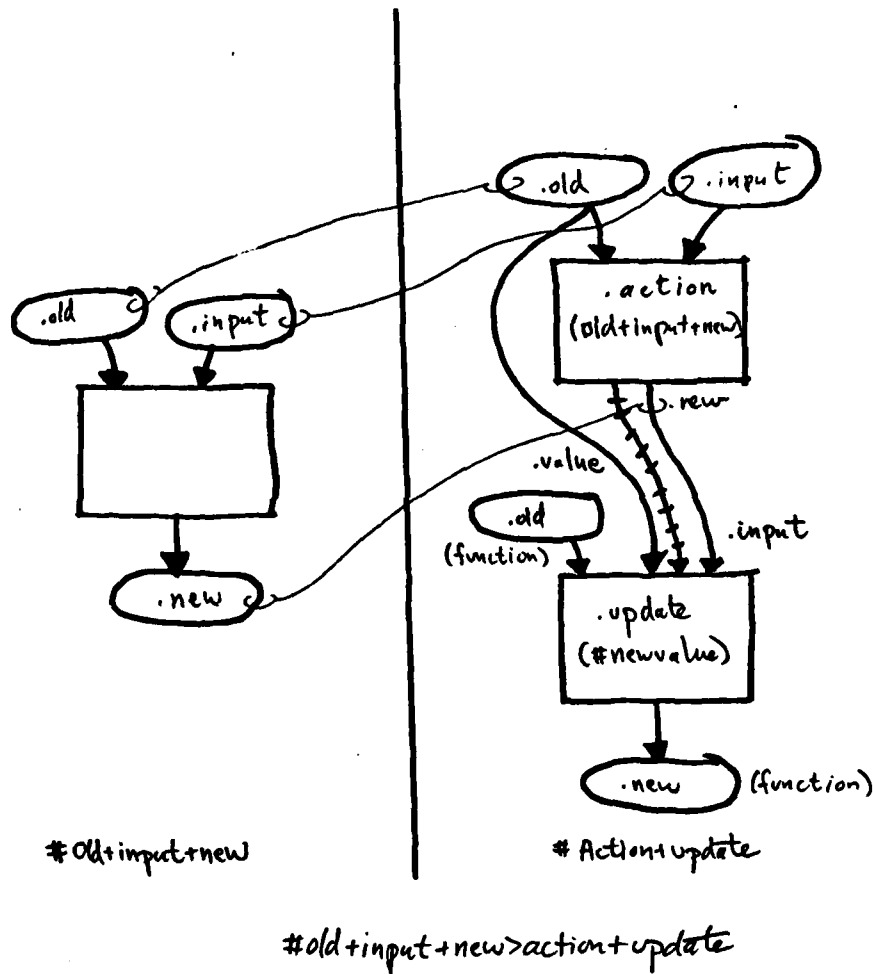 .old
.input
.new
#Old+input+new
.old
.input
.action
(old+input+new)
.new
.value
.old
(function)
.input
.update
(#newvalue)
.new
(function)
#Action+update
#old+input+new>action+update